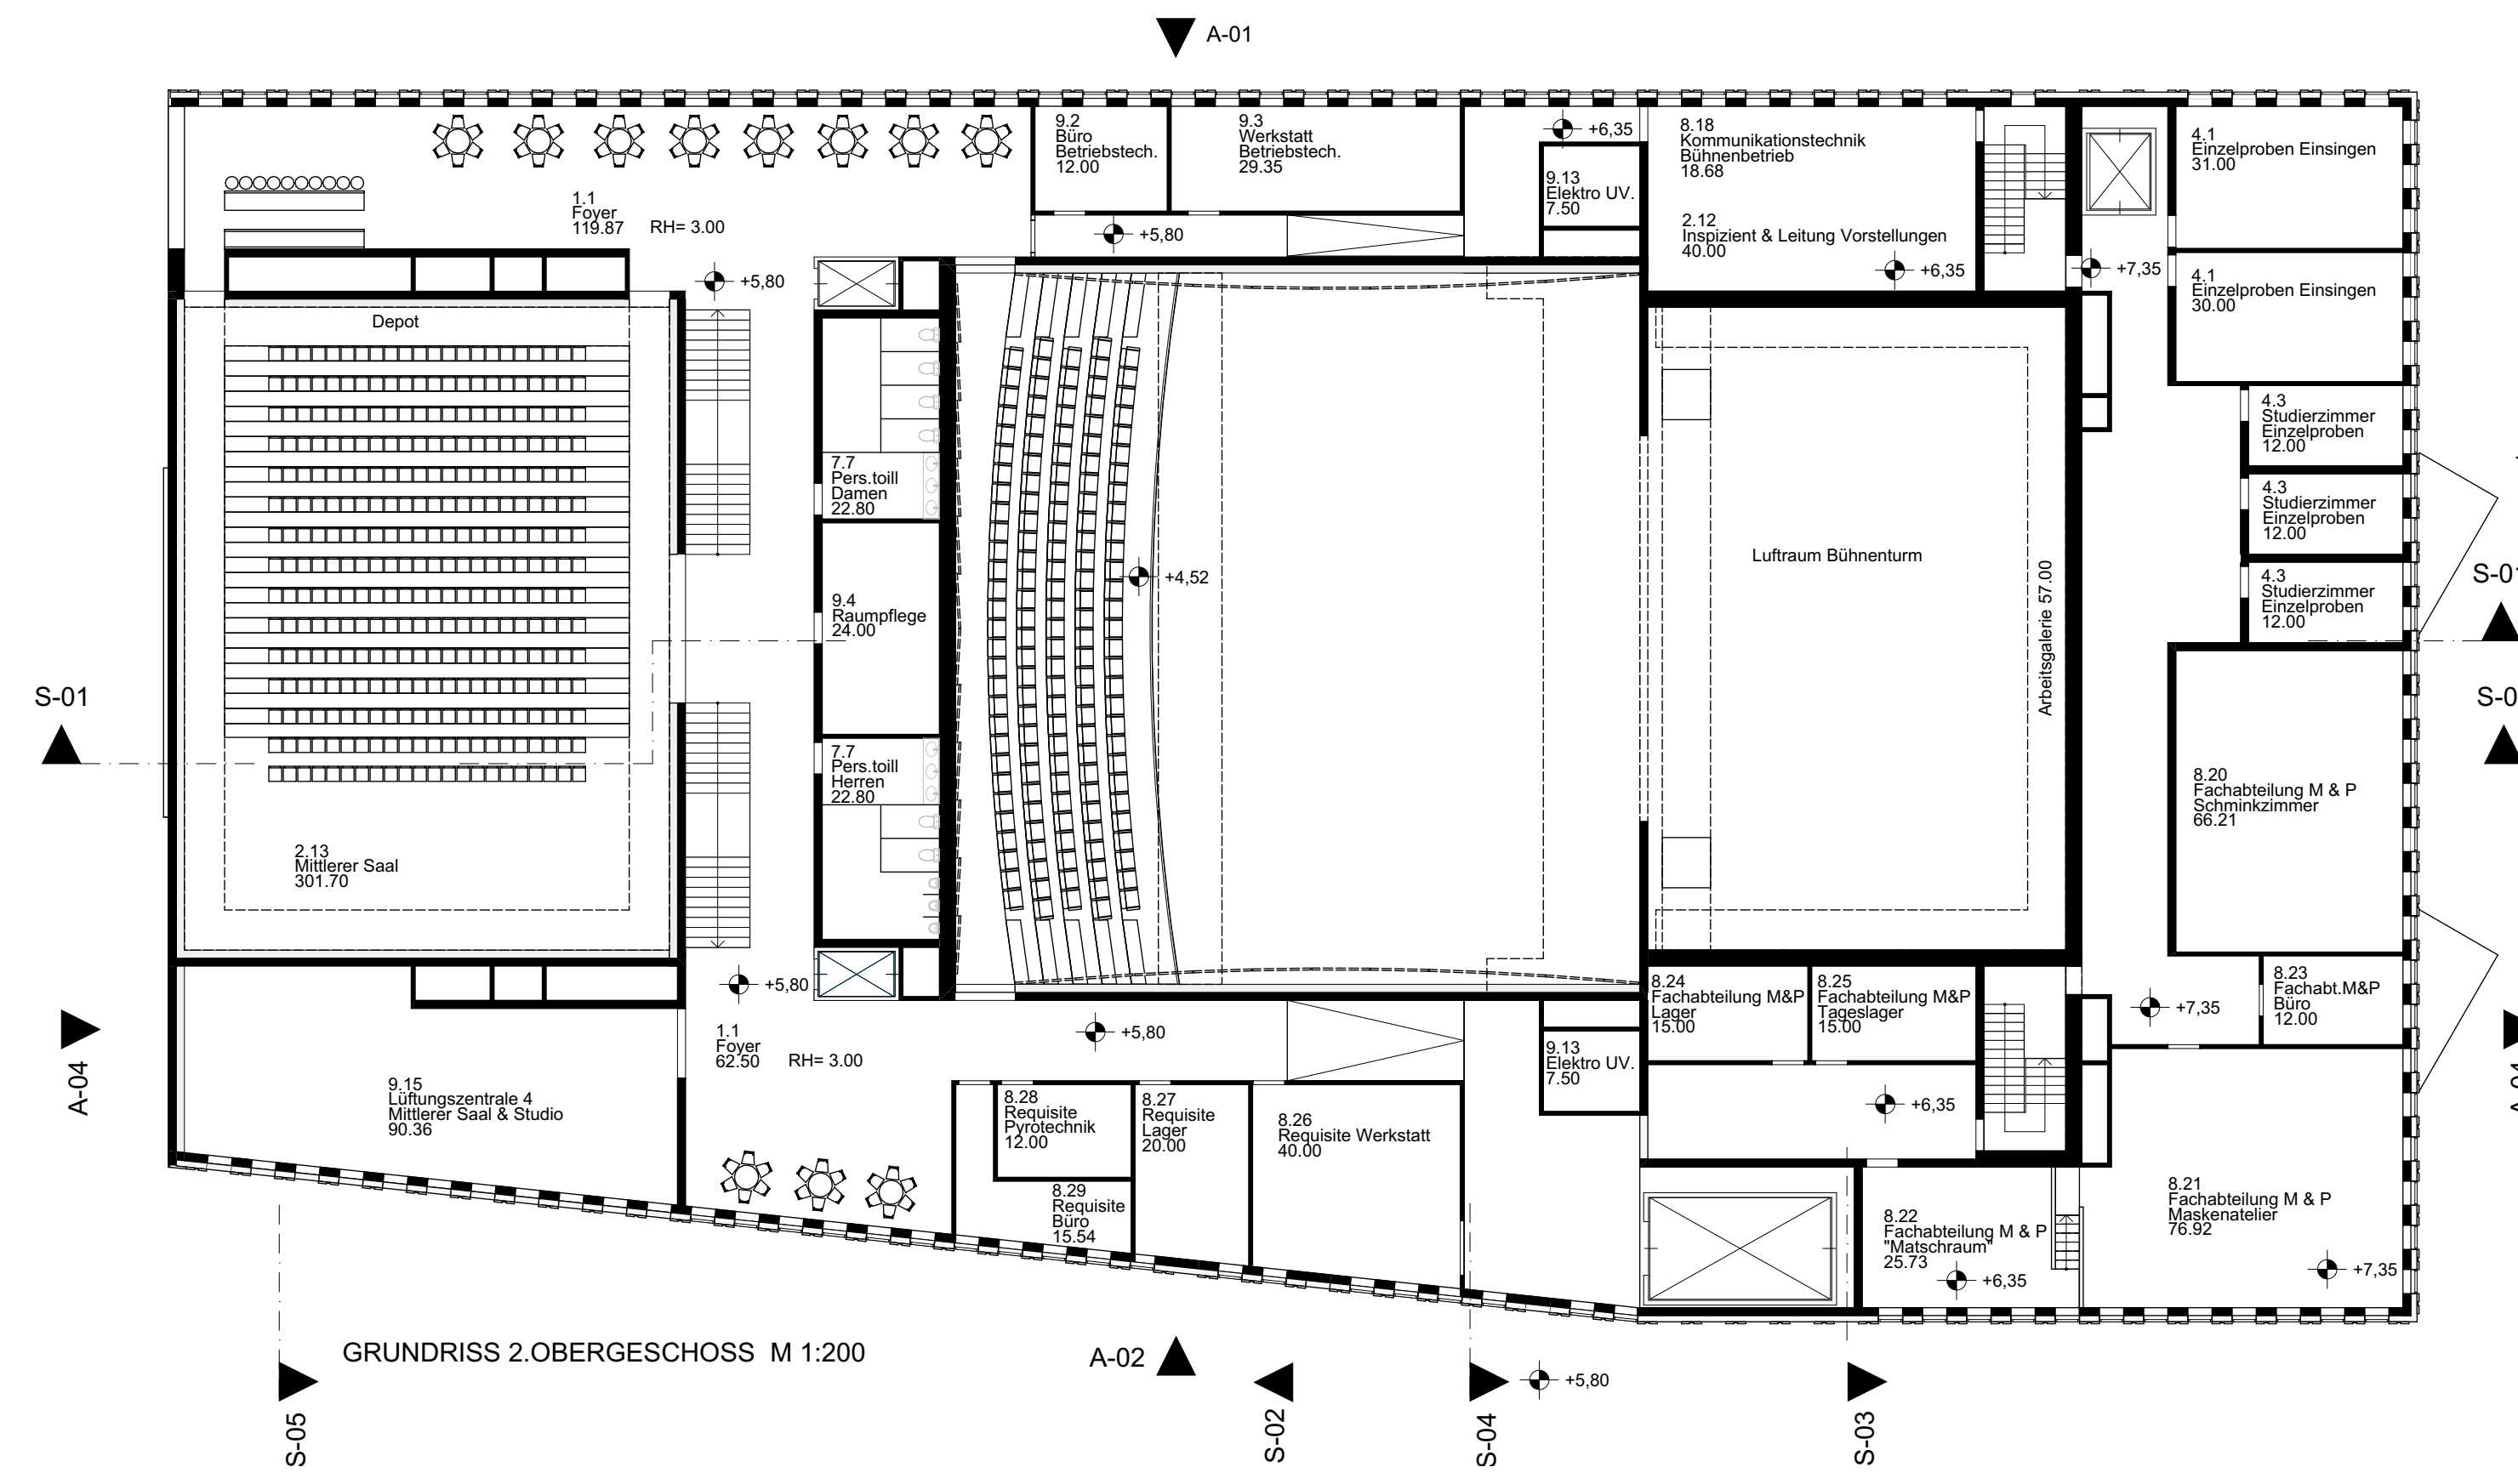 A-01
9.2
Büro
Betriebstech.
12.00
9.3
Werkstatt
Betriebstech.
29.35
+6,35
9.13
Elektro UV.
7.50
8.18
Kommunikationstechnik
Bühnenbetrieb
18.68
2.12
Inspizient & Leitung Vorstellungen
40.00
+6,35
+7,35
4.1
Einzelproben Einsingen
31.00
4.1
Einzelproben Einsingen
30.00
1.1
Foyer
119.87
RH= 3.00
+5,80
+5,80
Depot
4.3
Studierzimmer
Einzelproben
12.00
4.3
Studierzimmer
Einzelproben
12.00
4.3
Studierzimmer
Einzelproben
12.00
7.7
Pers.toill
Damen
22.80
9.4
Raumpflege
24.00
7.7
Pers.toill
Herren
22.80
+4,52
Luftraum Bühnenturm
Arbeitsgalerie 57.00
S-01
S-01
S-0
8.20
Fachabteilung M & P
Schminkzimmer
66.21
2.13
Mittlerer Saal
301.70
+5,80
1.1
Foyer
62.50
RH= 3.00
+5,80
9.13
Elektro UV.
7.50
8.24
Fachabteilung M&P
Lager
15.00
8.25
Fachabteilung M&P
Tageslager
15.00
+6,35
+7,35
8.23
Fachabt.M&P
Büro
12.00
A-04
A-04
9.15
Lüftungszentrale 4
Mittlerer Saal & Studio
90.36
8.28
Requisite
Pyrotechnik
12.00
8.27
Requisite
Lager
20.00
8.26
Requisite Werkstatt
40.00
8.29
Requisite
Büro
15.54
8.22
Fachabteilung M & P
"Matschraum"
25.73
+6,35
8.21
Fachabteilung M & P
Maskenatelier
76.92
+7,35
GRUNDRISS 2.OBERGESCHOSS M 1:200
A-02
+5,80
S-05
S-02
S-04
S-03